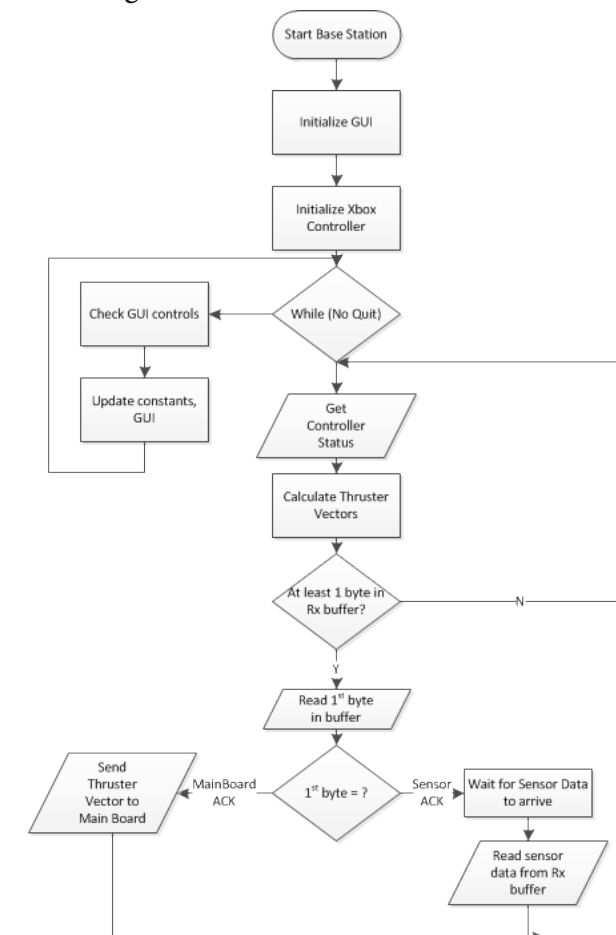 Start Base Station
Initialize GUI
Initialize Xbox
Controller
Check GUI controls
While (No Quit)
Update constants,
GUI
Get
Controller
Status
Calculate Thruster
Vectors
At least 1 byte in
Rx buffer?
N
Y
Read 1st byte
in buffer
Send
Thruster
Vector to
Main Board
MainBoard
ACK
1st byte = ?
Sensor
ACK
Wait for Sensor Data
to arrive
Read sensor
data from Rx
buffer